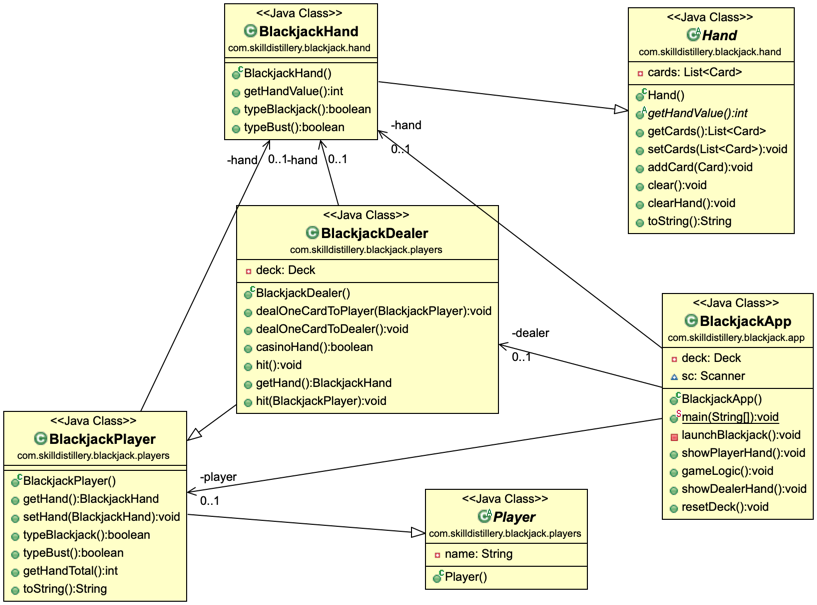 <<Java Class>>
BlackjackHand
com.skilldistillery.blackjack.hand
BlackjackHand()
getHandValue():int
typeBlackjack():boolean
typeBust():boolean
<<Java Class>>
Hand
com.skilldistillery.blackjack.hand
cards: List<Card>
Hand()
getHandValue():int
getCards():List<Card>
setCards(List<Card>):void
addCard(Card):void
clear():void
clearHand():void
toString():String
-hand
0..1
-hand
0..1
-hand
0..1
<<Java Class>>
BlackjackDealer
com.skilldistillery.blackjack.players
deck: Deck
BlackjackDealer()
dealOneCardToPlayer(BlackjackPlayer):void
dealOneCardToDealer():void
casinoHand():boolean
hit():void
getHand():BlackjackHand
hit(BlackjackPlayer):void
-dealer
0..1
<<Java Class>>
BlackjackApp
com.skilldistillery.blackjack.app
deck: Deck
sc: Scanner
BlackjackApp()
main(String[]):void
launchBlackjack():void
showPlayerHand():void
gameLogic():void
showDealerHand():void
resetDeck():void
<<Java Class>>
BlackjackPlayer
com.skilldistillery.blackjack.players
BlackjackPlayer()
getHand():BlackjackHand
setHand(BlackjackHand):void
typeBlackjack():boolean
typeBust():boolean
getHandTotal():int
toString():String
-player
0..1
<<Java Class>>
Player
com.skilldistillery.blackjack.players
name: String
Player()